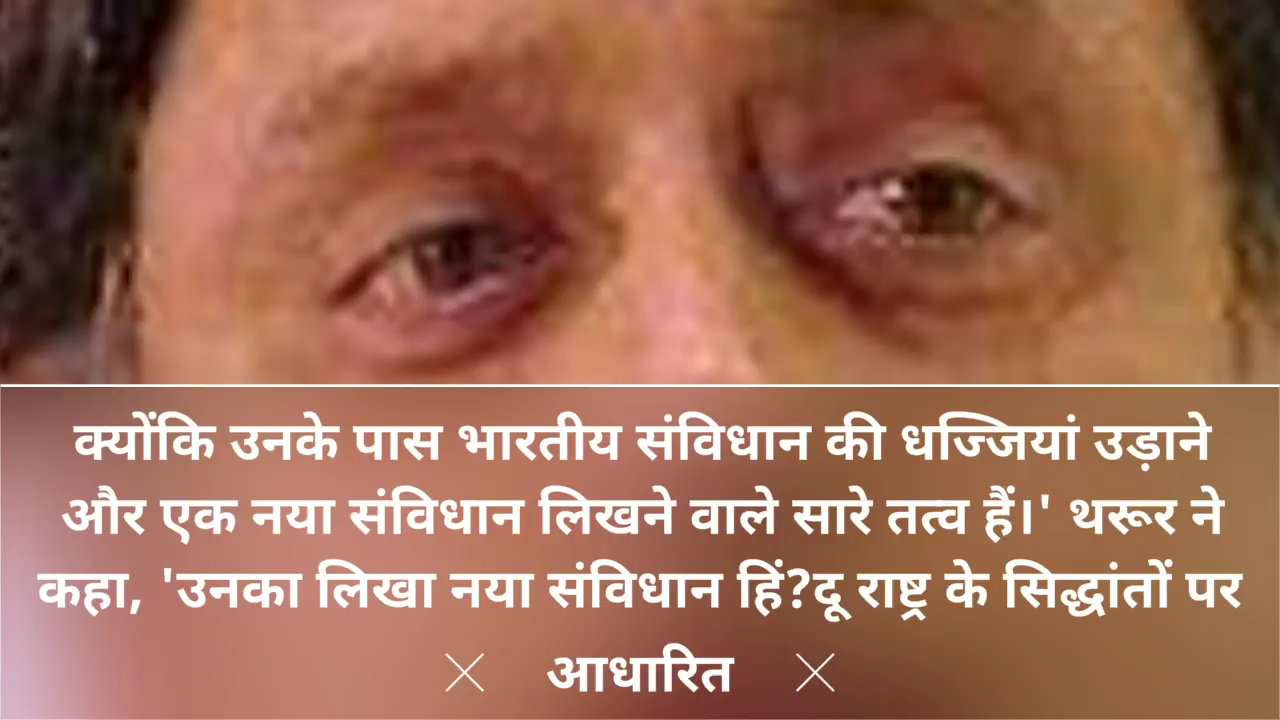 क्योंकि उनके पास भारतीय संविधान की धज्जियां उड़ाने
और एक नया संविधान लिखने वाले सारे तत्व हैं।' थरूर ने
कहा, 'उनका लिखा नया संविधान हिं?दू राष्ट्र के सिद्धांतों पर
आधारित